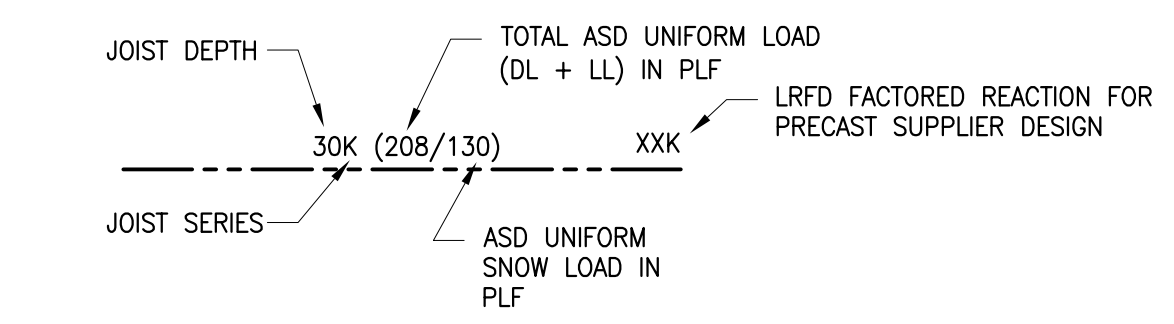 JOIST DEPTH
TOTAL ASD UNIFORM LOAD
(DL + LL) IN PLF
LRFD FACTORED REACTION FOR
PRECAST SUPPLIER DESIGN
30K (208/130)
XXK
JOIST SERIES
ASD UNIFORM
SNOW LOAD IN
PLF